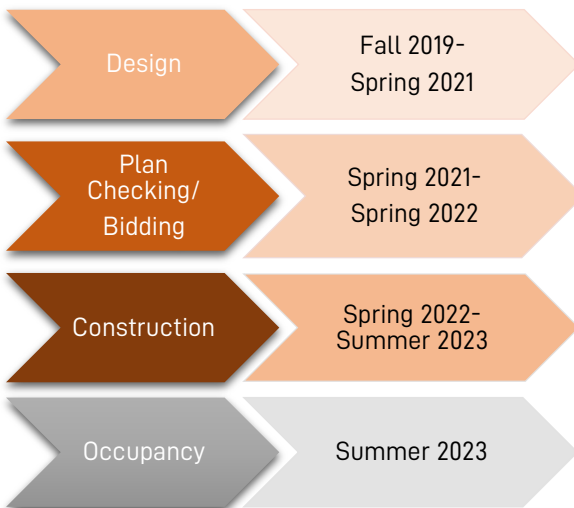 Design
Fall 2019-
Spring 2021
Plan
Checking/
Bidding
Spring 2021-
Spring 2022
Construction
Spring 2022-
Summer 2023
Occupancy
Summer 2023